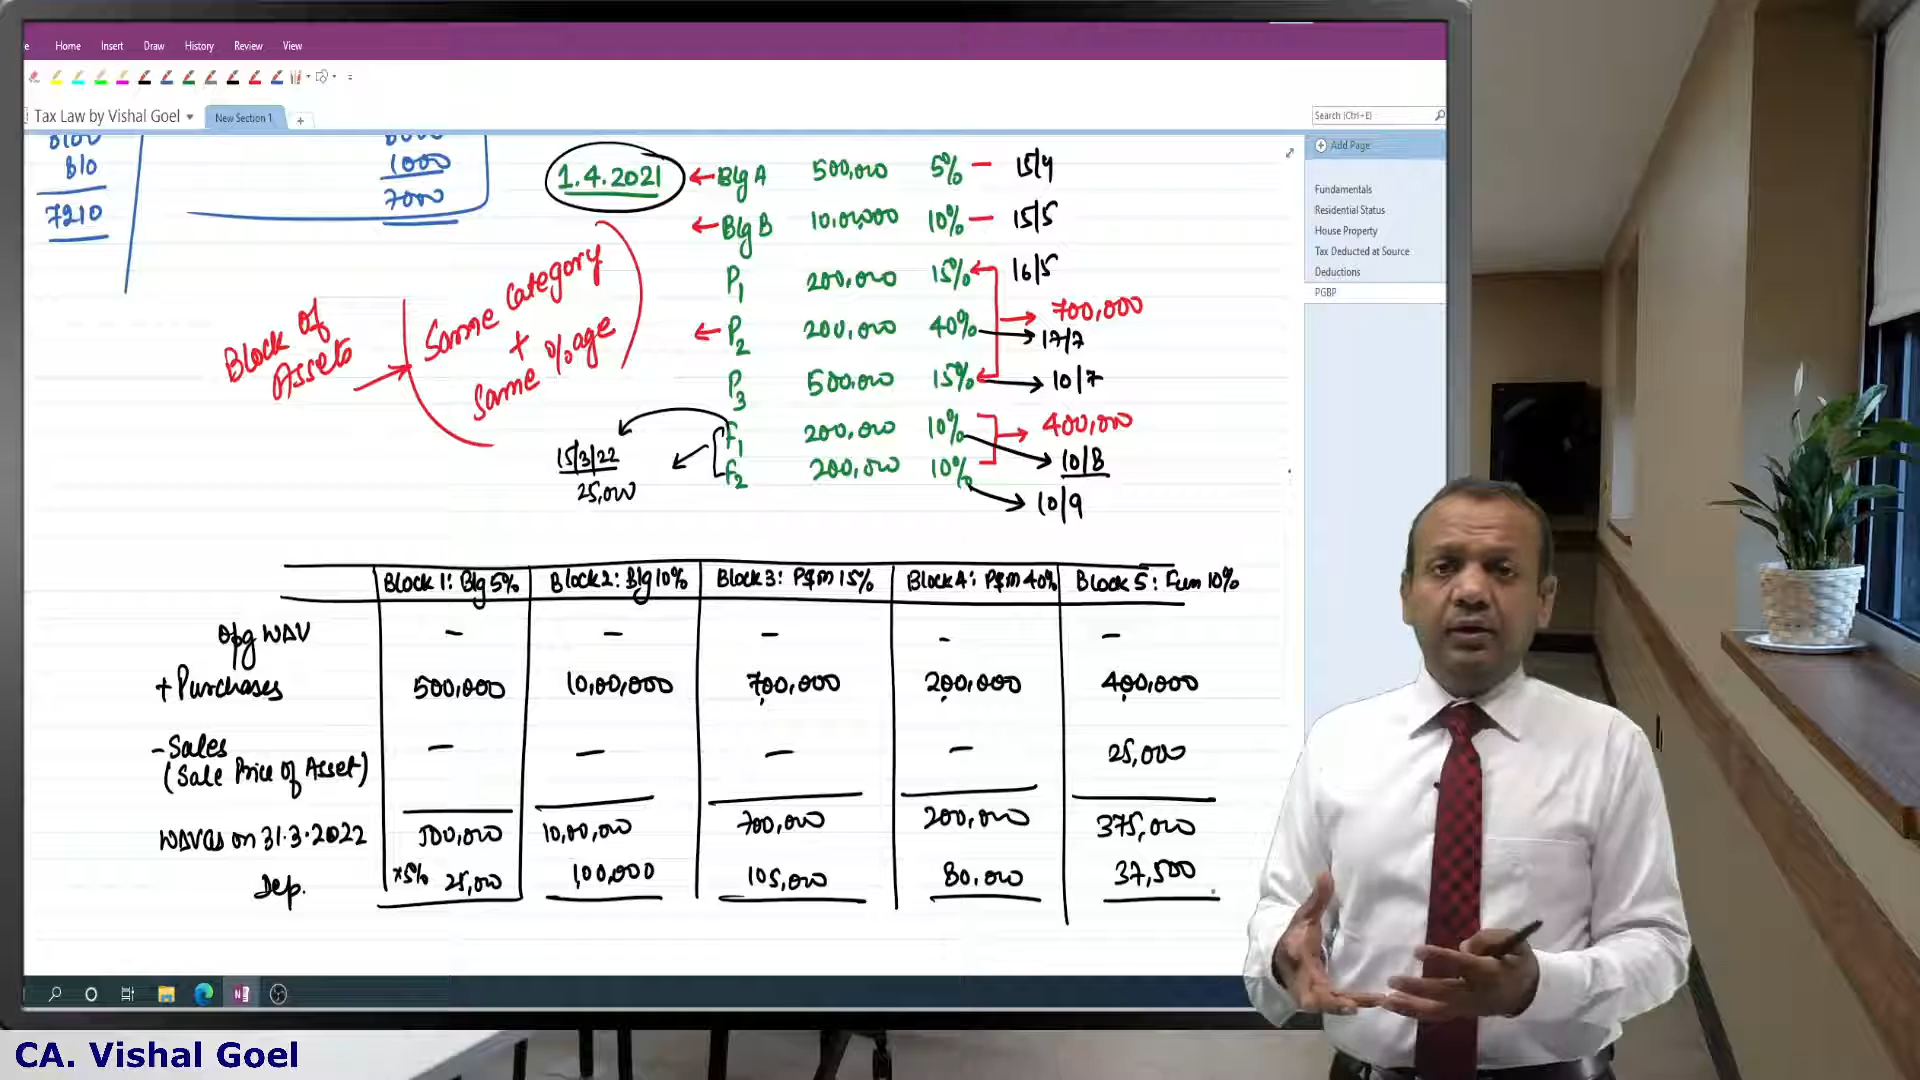 Home Insert Draw History Review View
Tax Law by Vishal Goel
New Section 1
Search (Ctrl+E)
Add Page
Fundamentals
Residential Status
House Property
Tax Deducted at Source
Deductions
PGBP
810
7210
1000
7000
1.4.2021
Blg A 500,000 5% 15/4
Blg B 10,00,000 10% 15/5
P1 200,000 15% 16/5
700,000
P2 200,000 40% 17/7
P3 500,000 15% 10/7
F1 200,000 10% 10/8
400,000
F2 200,000 10% 10/9
Block of Assets
Same Category
+
Same %age
15/3/22
25,000
Block 1: Blg 5% Block 2: Blg 10% Block 3: P&M 15% Block 4: P&M 40% Block 5: Furn 10%
Opg WDV - - - - -
+ Purchases 500,000 10,00,000 700,000 200,000 400,000
- Sales - - - - 25,000
(Sale Price of Asset)
WDV as on 31.3.2022 500,000 10,00,000 700,000 200,000 375,000
Dep. x5% 25,000 1,00,000 105,000 80,000 37,500
CA. Vishal Goel